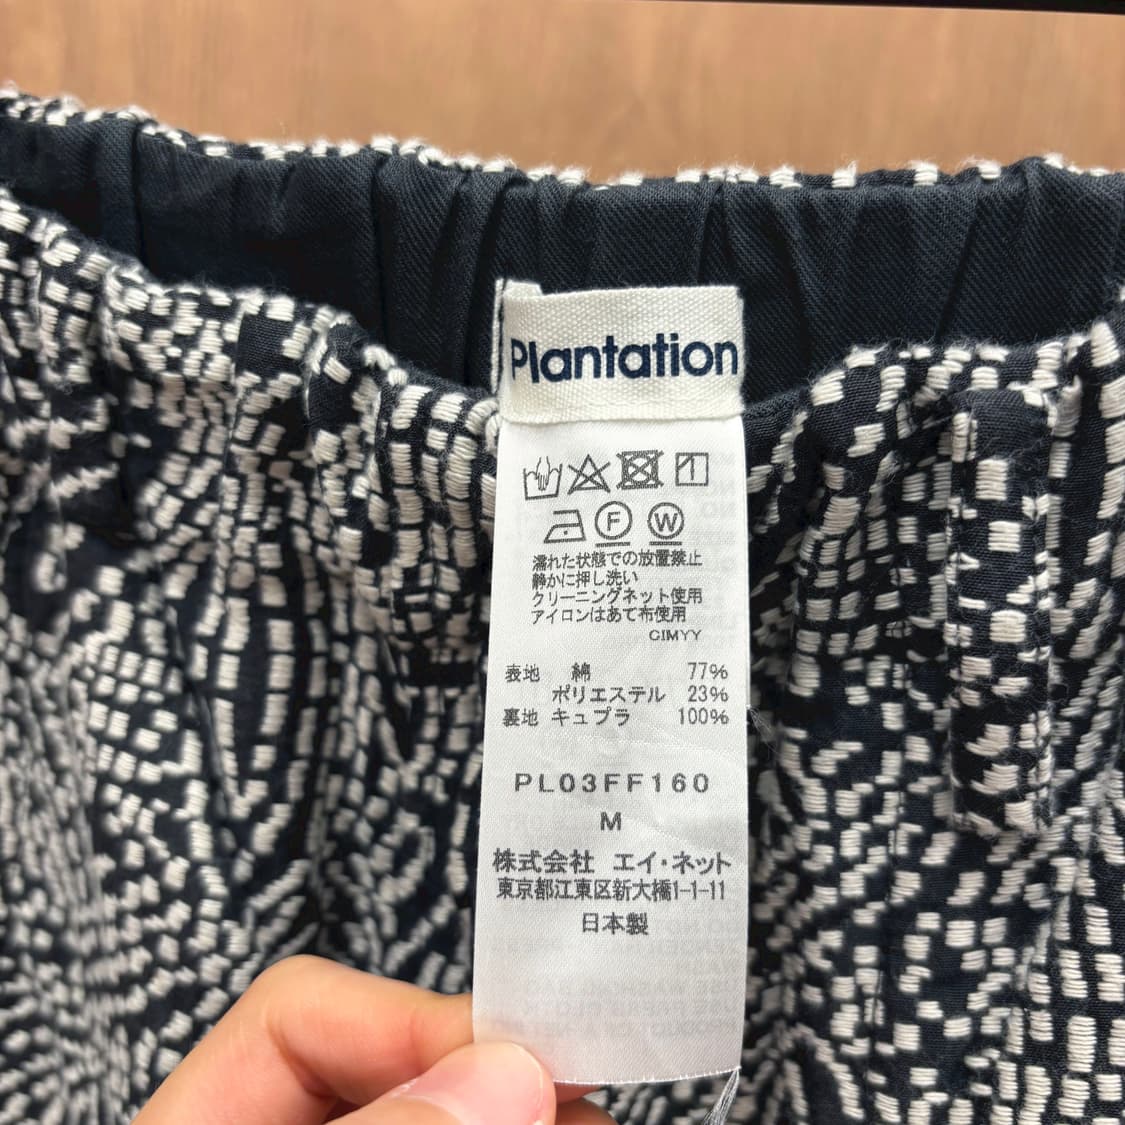 Plantation
F W
濡れた状態での放置禁止
静かに押し洗い
クリーニングネット使用
アイロンはあて布使用
CIMYY
表地 綿 77%
ポリエステル 23%
裏地 キュプラ 100%
PL03FF160
M
株式会社 エイ・ネット
東京都江東区新大橋1-1-11
日本製